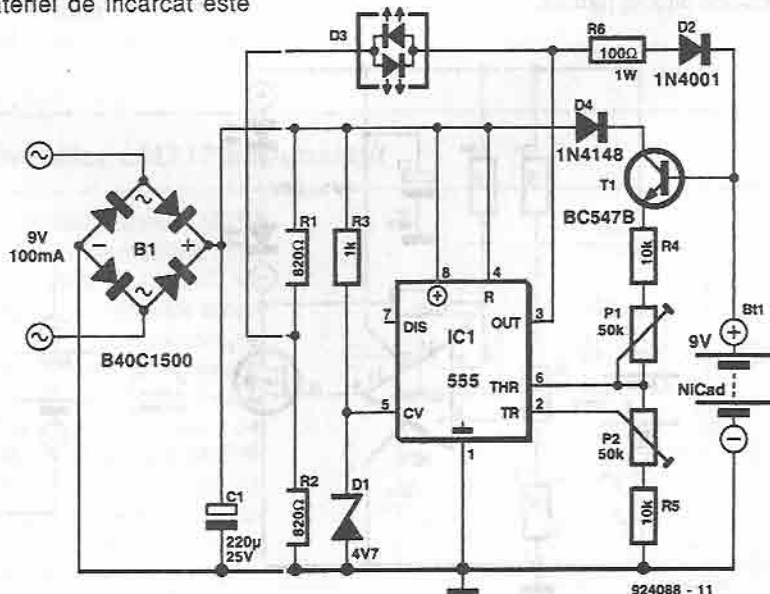 ateriei de încărcat este
D3
R6
100Ω
1W
D2
1N4001
D4
1N4148
T1
BC547B
9V
100mA
B1
~
~
~
~
−
+
B40C1500
R1
820Ω
R3
1k
R4
10k
8
4
R
7
DIS
IC1
OUT
3
555
THR
6
5
CV
TR
2
1
P1
50k
P2
50k
R5
10k
Bt1
9V
NiCad
+
−
C1
220µ
25V
R2
820Ω
D1
4V7
924088 - 11